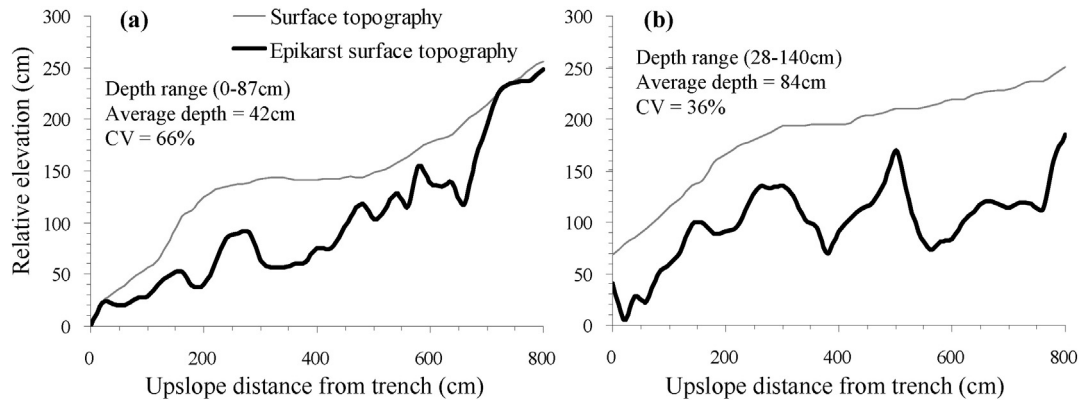 (a)
Surface topography
Epikarst surface topography
Depth range (0-87cm)
Average depth = 42cm
CV = 66%
Relative elevation (cm)
300
250
200
150
100
50
0
0 200 400 600 800
Upslope distance from trench (cm)
(b)
Depth range (28-140cm)
Average depth = 84cm
CV = 36%
300
250
200
150
100
50
0
0 200 400 600 800
Upslope distance from trench (cm)